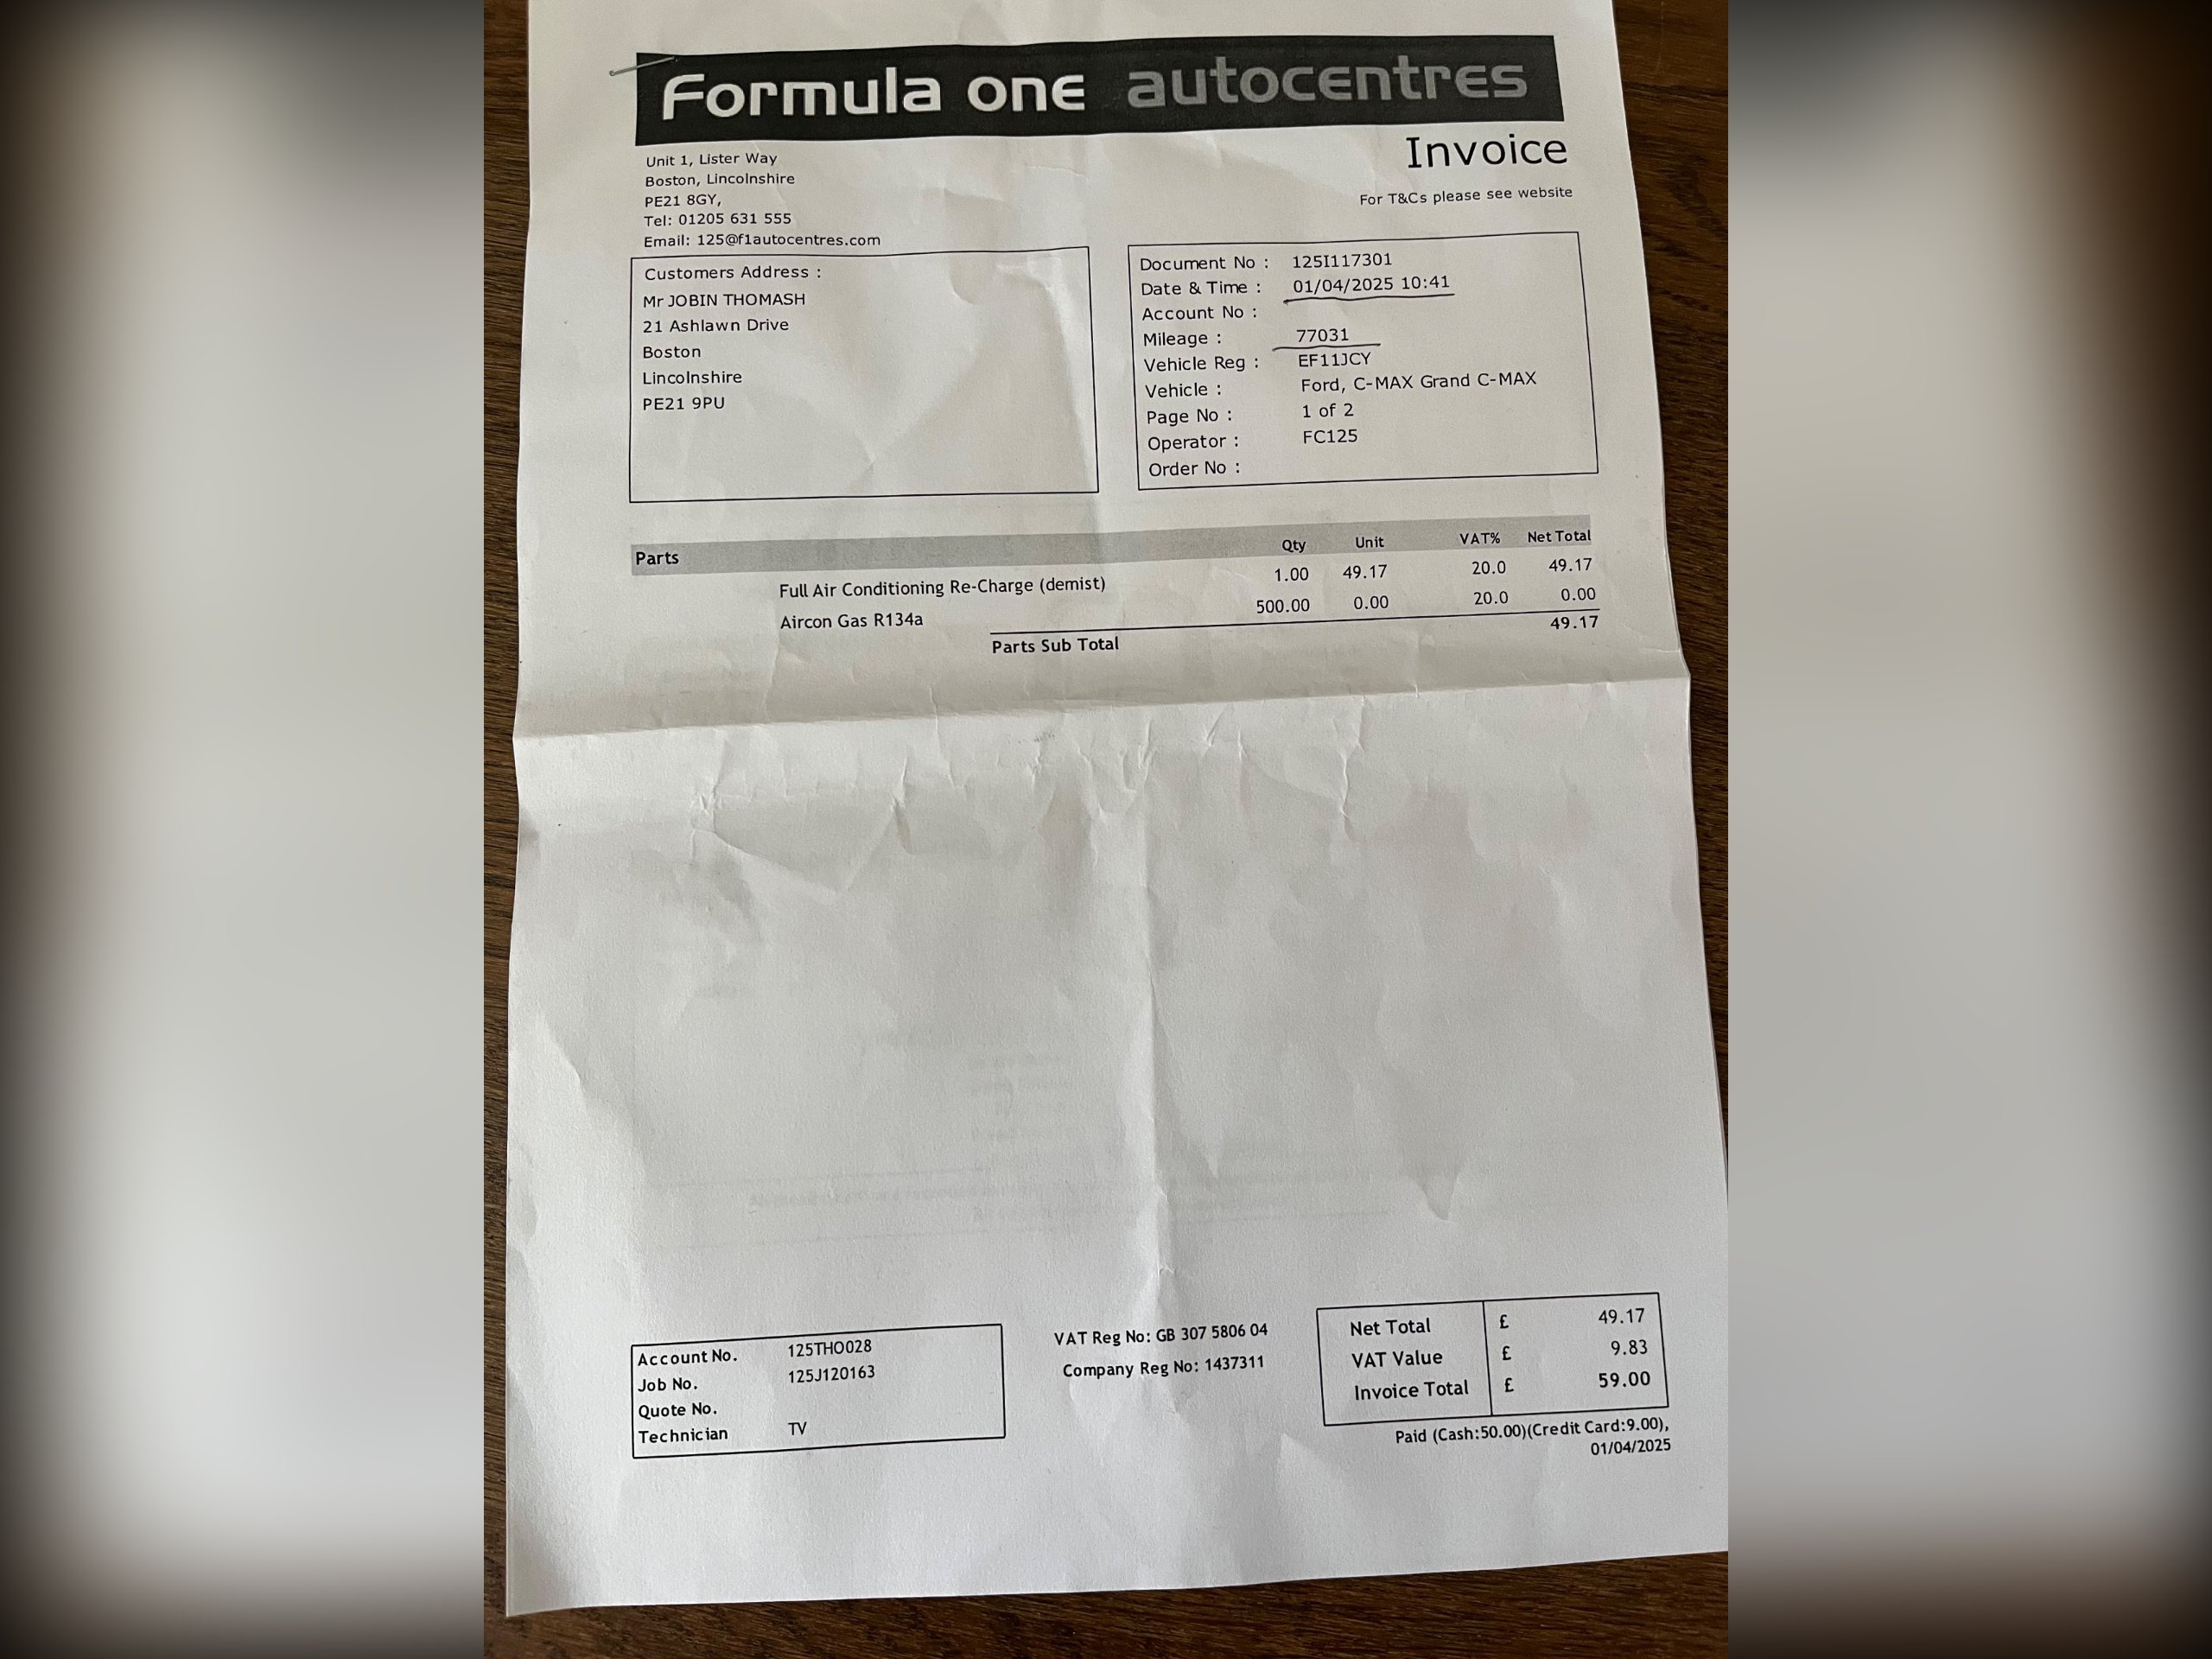 Formula one autocentres
Invoice
For T&Cs please see website
Unit 1, Lister Way
Boston, Lincolnshire
PE21 8GY,
Tel: 01205 631 555
Email: 125@f1autocentres.com
Customers Address :
Mr JOBIN THOMASH
21 Ashlawn Drive
Boston
Lincolnshire
PE21 9PU
Document No : 125I117301
Date & Time : 01/04/2025 10:41
Account No :
Mileage : 77031
Vehicle Reg : EF11JCY
Vehicle : Ford, C-MAX Grand C-MAX
Page No : 1 of 2
Operator : FC125
Order No :
Parts Qty Unit VAT% Net Total
Full Air Conditioning Re-Charge (demist) 1.00 49.17 20.0 49.17
Aircon Gas R134a 500.00 0.00 20.0 0.00
Parts Sub Total 49.17
Account No. 125THO028
Job No. 125J120163
Quote No.
Technician TV
VAT Reg No: GB 307 5806 04
Company Reg No: 1437311
Net Total £ 49.17
VAT Value £ 9.83
Invoice Total £ 59.00
Paid (Cash:50.00)(Credit Card:9.00),
01/04/2025